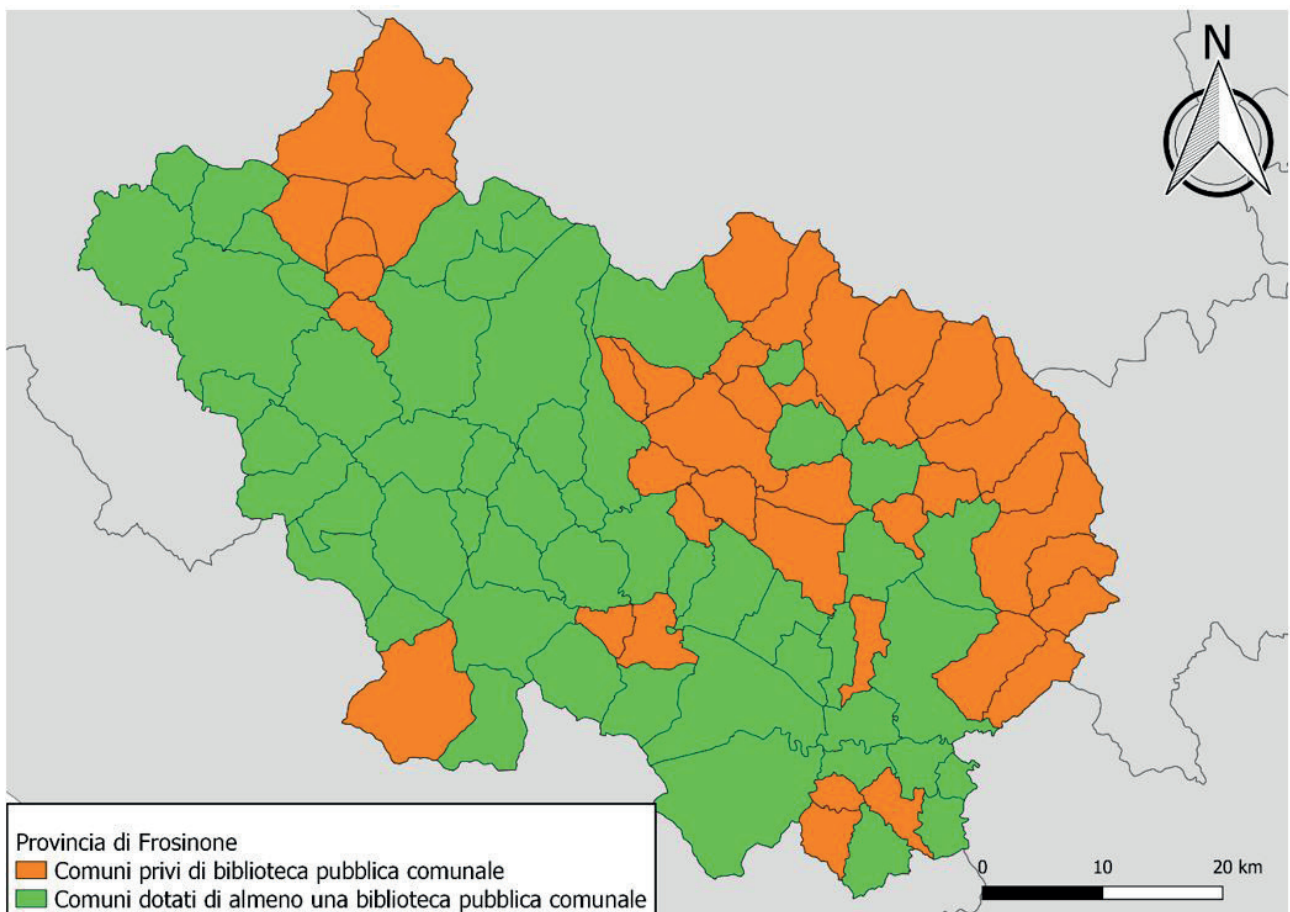 N
Provincia di Frosinone
Comuni privi di biblioteca pubblica comunale
Comuni dotati di almeno una biblioteca pubblica comunale
0 10 20 km